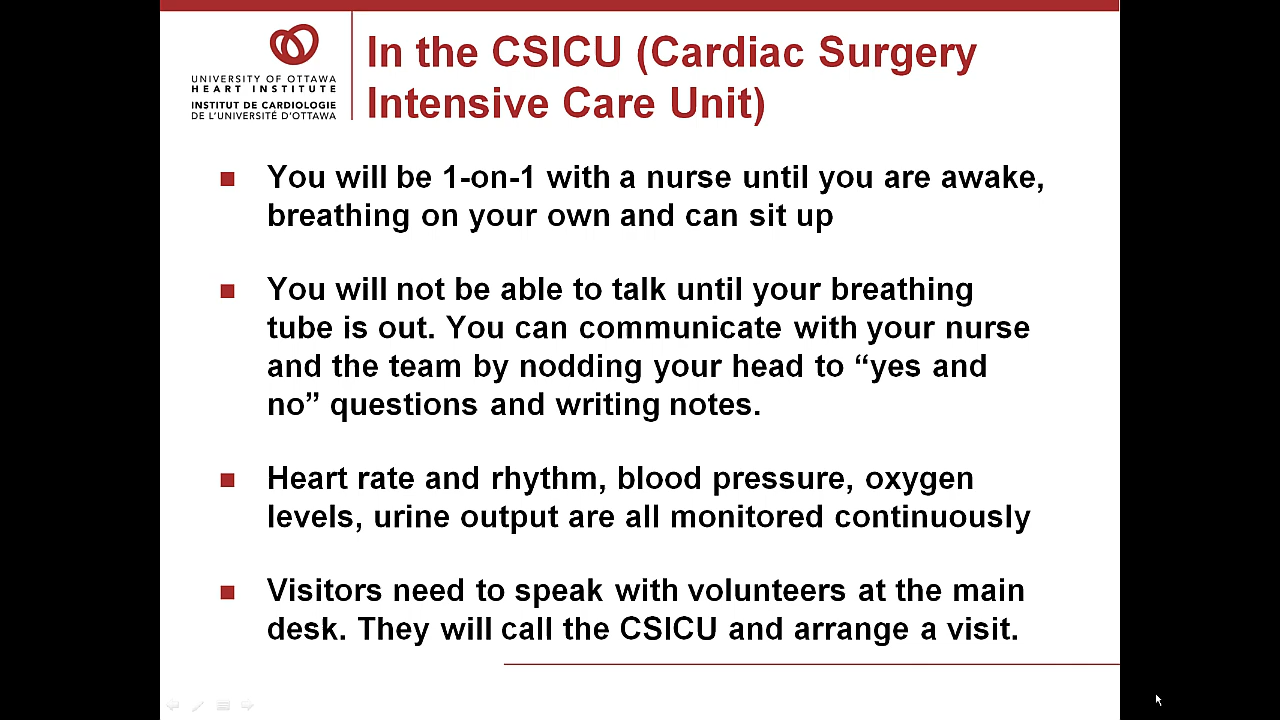 UNIVERSITY OF OTTAWA
HEART INSTITUTE
INSTITUT DE CARDIOLOGIE
DE L'UNIVERSITÉ D'OTTAWA
In the CSICU (Cardiac Surgery
Intensive Care Unit)
You will be 1-on-1 with a nurse until you are awake,
breathing on your own and can sit up
You will not be able to talk until your breathing
tube is out. You can communicate with your nurse
and the team by nodding your head to “yes and
no” questions and writing notes.
Heart rate and rhythm, blood pressure, oxygen
levels, urine output are all monitored continuously
Visitors need to speak with volunteers at the main
desk. They will call the CSICU and arrange a visit.